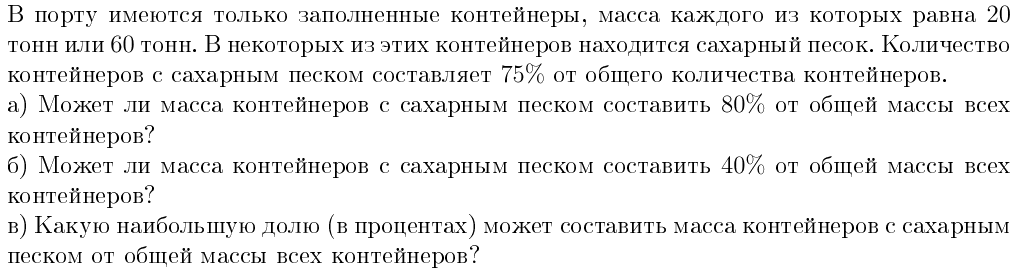 В порту имеются только заполненные контейнеры, масса каждого из которых равна 20
тонн или 60 тонн. В некоторых из этих контейнеров находится сахарный песок. Количество
контейнеров с сахарным песком составляет 75% от общего количества контейнеров.
а) Может ли масса контейнеров с сахарным песком составить 80% от общей массы всех
контейнеров?
б) Может ли масса контейнеров с сахарным песком составить 40% от общей массы всех
контейнеров?
в) Какую наибольшую долю (в процентах) может составить масса контейнеров с сахарным
песком от общей массы всех контейнеров?